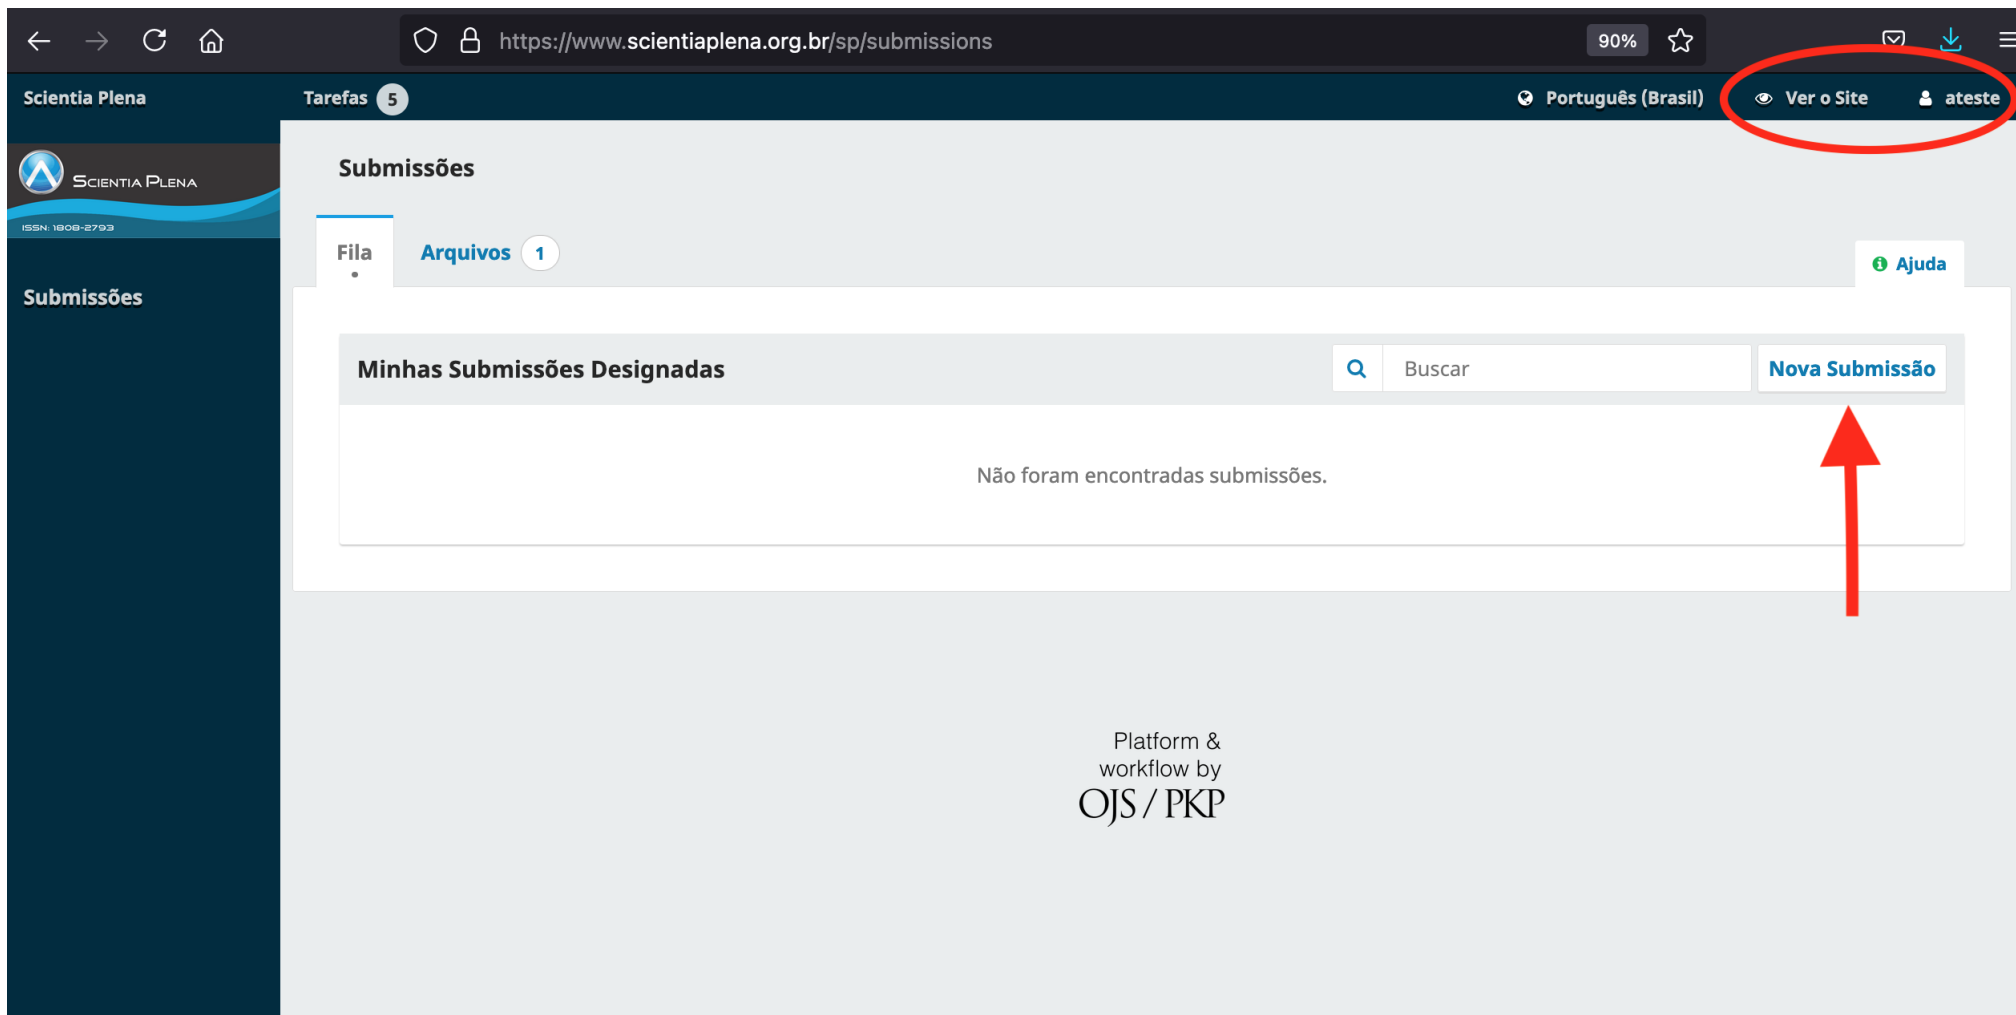 https://www.scientiaplena.org.br/sp/submissions 90%
Scientia Plena Tarefas 5 Português (Brasil) Ver o Site ateste
SCIENTIA PLENA
ISSN: 1808-2793
Submissões
Submissões
Fila Arquivos 1
Ajuda
Minhas Submissões Designadas Buscar Nova Submissão
Não foram encontradas submissões.
Platform &
workflow by
OJS / PKP